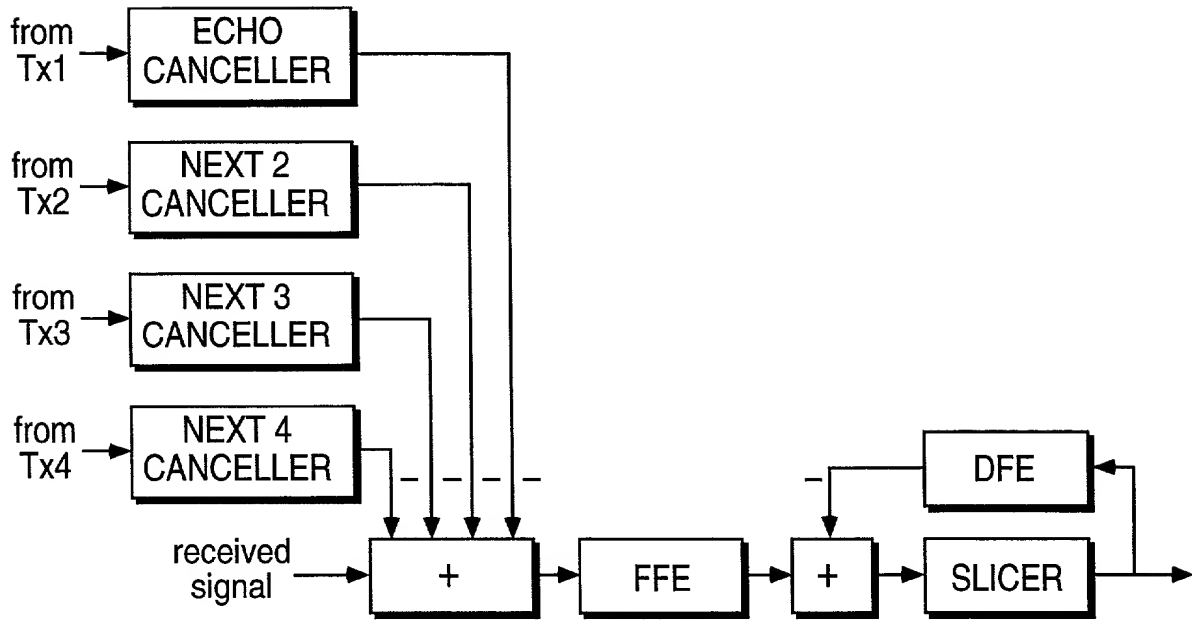 from
Tx1
ECHO
CANCELLER
from
Tx2
NEXT 2
CANCELLER
from
Tx3
NEXT 3
CANCELLER
from
Tx4
NEXT 4
CANCELLER
– – – –
–
DFE
received
signal
+
FFE
+
SLICER